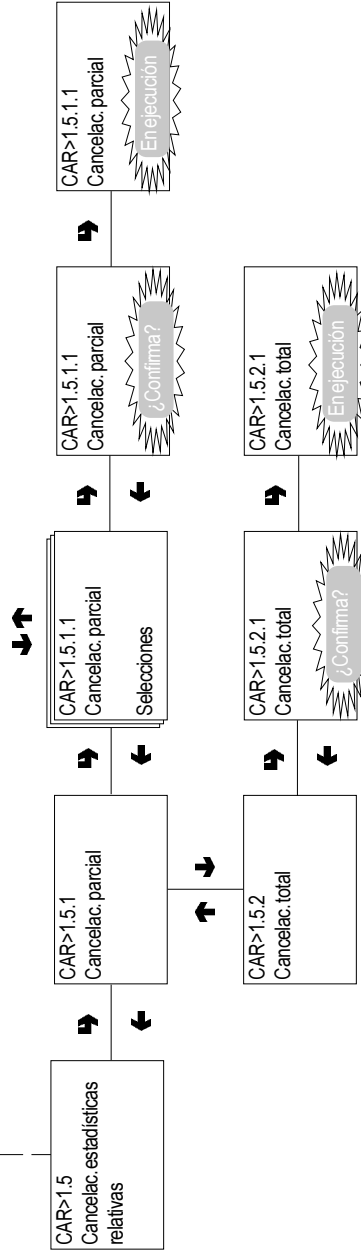 CAR>1.5
Cancelac. estadísticas
relativas
CAR>1.5.1
Cancelac. parcial
CAR>1.5.1.1
Cancelac. parcial
Selecciones
CAR>1.5.1.1
Cancelac. parcial
¿Confirma?
CAR>1.5.1.1
Cancelac. parcial
En ejecución
CAR>1.5.2
Cancelac. total
CAR>1.5.2.1
Cancelac. total
¿Confirma?
CAR>1.5.2.1
Cancelac. total
En ejecución